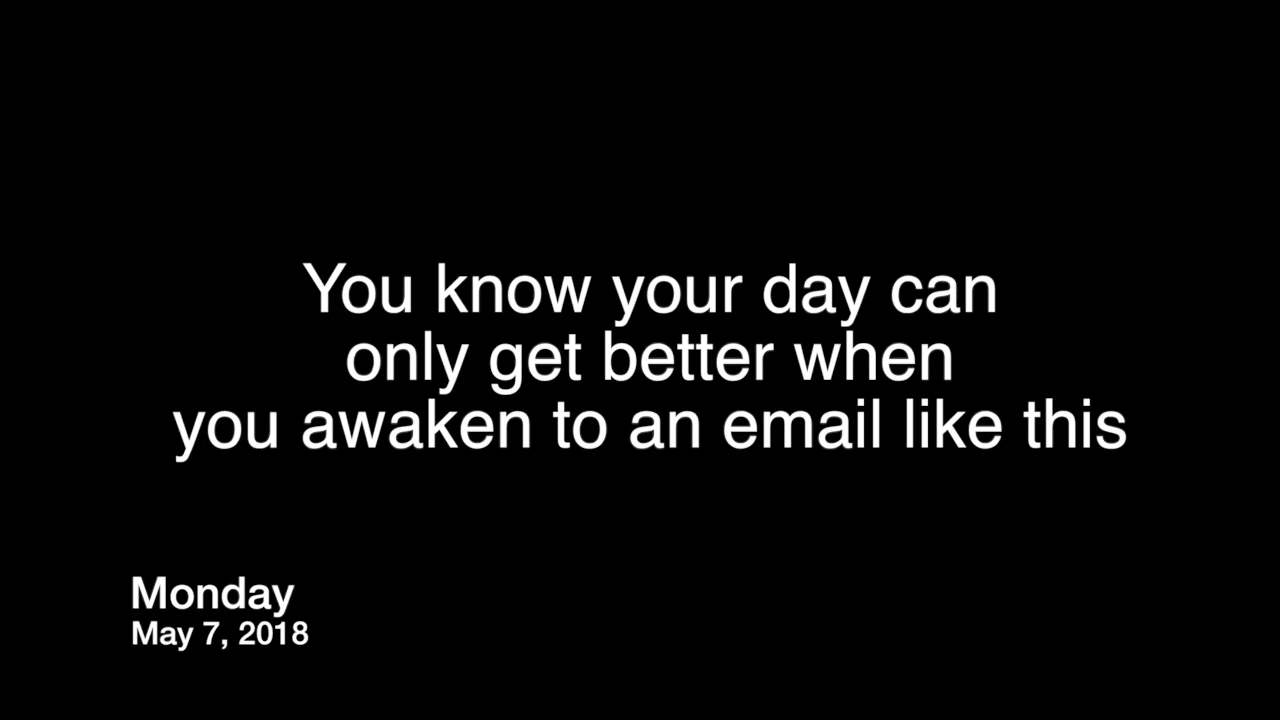 You know your day can
only get better when
you awaken to an email like this
Monday
May 7, 2018